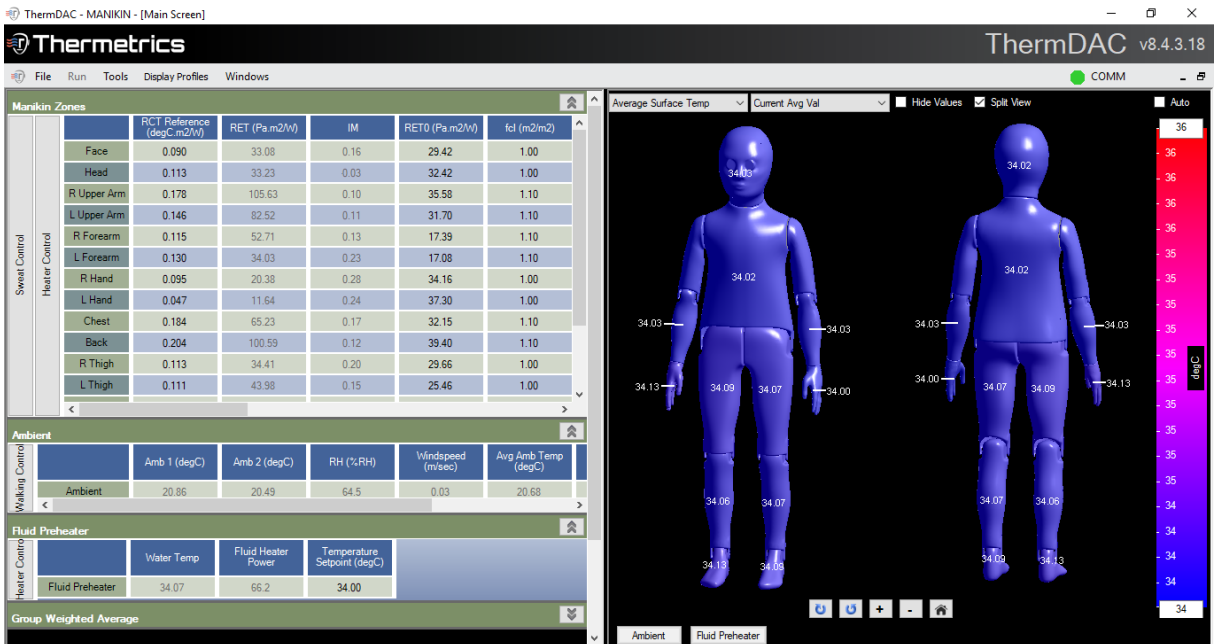 ThermDAC - MANIKIN - [Main Screen]
Thermetrics
ThermDAC v8.4.3.18
File Run Tools Display Profiles Windows COMM
Manikin Zones
Sweat Control
Heater Control
RCT Reference (degC.m2/W) RET (Pa.m2/W) IM RET0 (Pa.m2/W) fcl (m2/m2)
Face 0.090 33.08 0.16 29.42 1.00
Head 0.113 33.23 0.03 32.42 1.00
R Upper Arm 0.178 105.63 0.10 35.58 1.10
L Upper Arm 0.146 82.52 0.11 31.70 1.10
R Forearm 0.115 52.71 0.13 17.39 1.10
L Forearm 0.130 34.03 0.23 17.08 1.10
R Hand 0.095 20.38 0.28 34.16 1.00
L Hand 0.047 11.64 0.24 37.30 1.00
Chest 0.184 65.23 0.17 32.15 1.10
Back 0.204 100.59 0.12 39.40 1.10
R Thigh 0.113 34.41 0.20 29.66 1.00
L Thigh 0.111 43.98 0.15 25.46 1.00
Ambient
Walking Control
Amb 1 (degC) Amb 2 (degC) RH (%RH) Windspeed (m/sec) Avg Amb Temp (degC)
Ambient 20.86 20.49 64.5 0.03 20.68
Fluid Preheater
Heater Contro
Water Temp Fluid Heater Power Temperature Setpoint (degC)
Fluid Preheater 34.07 66.2 34.00
Group Weighted Average
Average Surface Temp Current Avg Val Hide Values Split View Auto
34.03
34.02
34.02
34.02
34.03 34.03
34.03 34.03
34.13 34.09 34.07 34.00
34.00 34.07 34.09 34.13
34.06 34.07
34.07 34.06
34.13 34.09
34.09 34.13
36
36
36
36
36
35
35
35
35
35
35
35
35
35
35
34
34
34
34
degC
+ -
Ambient Fluid Preheater